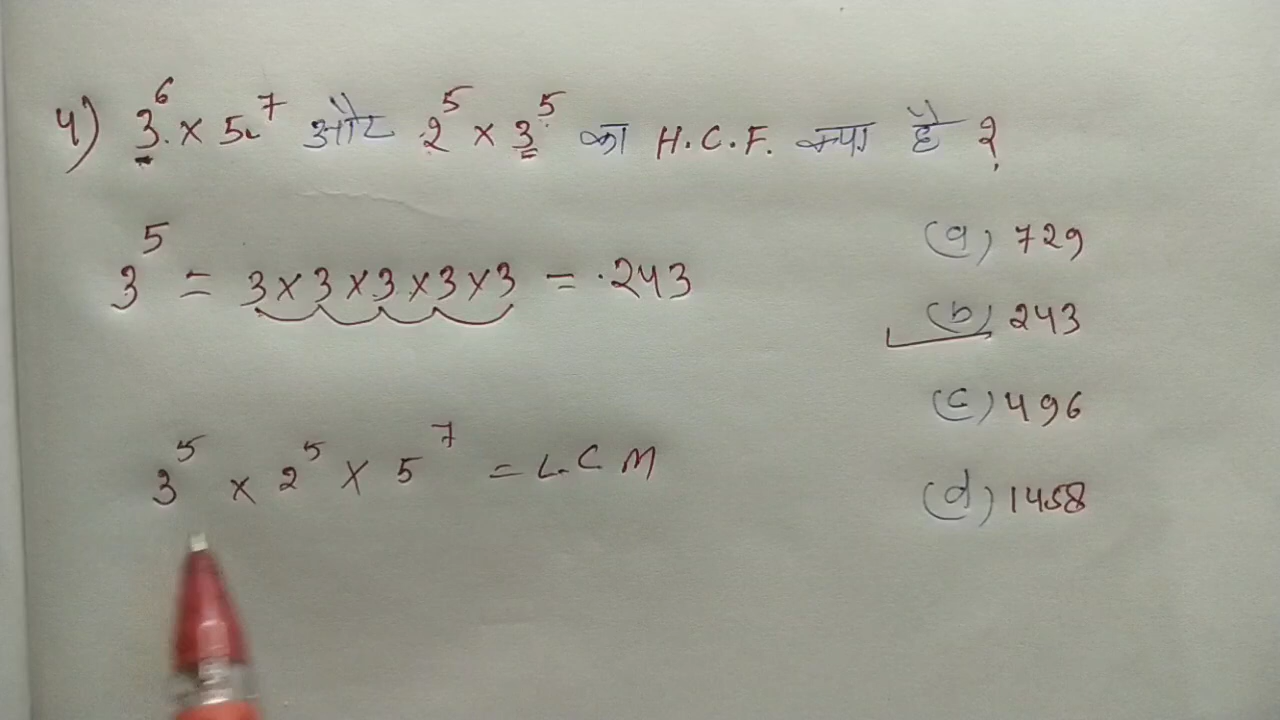 4) 3⁶ × 5⁷ और 2⁵ × 3⁵ का H.C.F. क्या है ?
3⁵ = 3×3×3×3×3 = 243
(a) 729
(b) 243
(c) 496
(d) 1458
3⁵ × 2⁵ × 5⁷ = L.C M